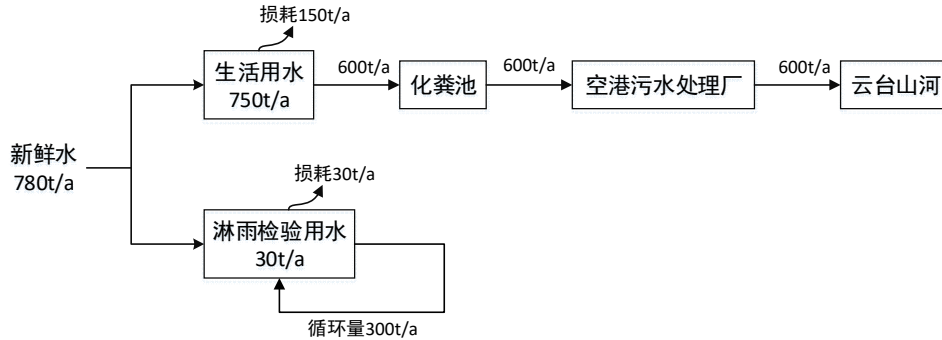 损耗150t/a
生活用水
750t/a
600t/a
化粪池
600t/a
空港污水处理厂
600t/a
云台山河
新鲜水
780t/a
损耗30t/a
淋雨检验用水
30t/a
循环量300t/a